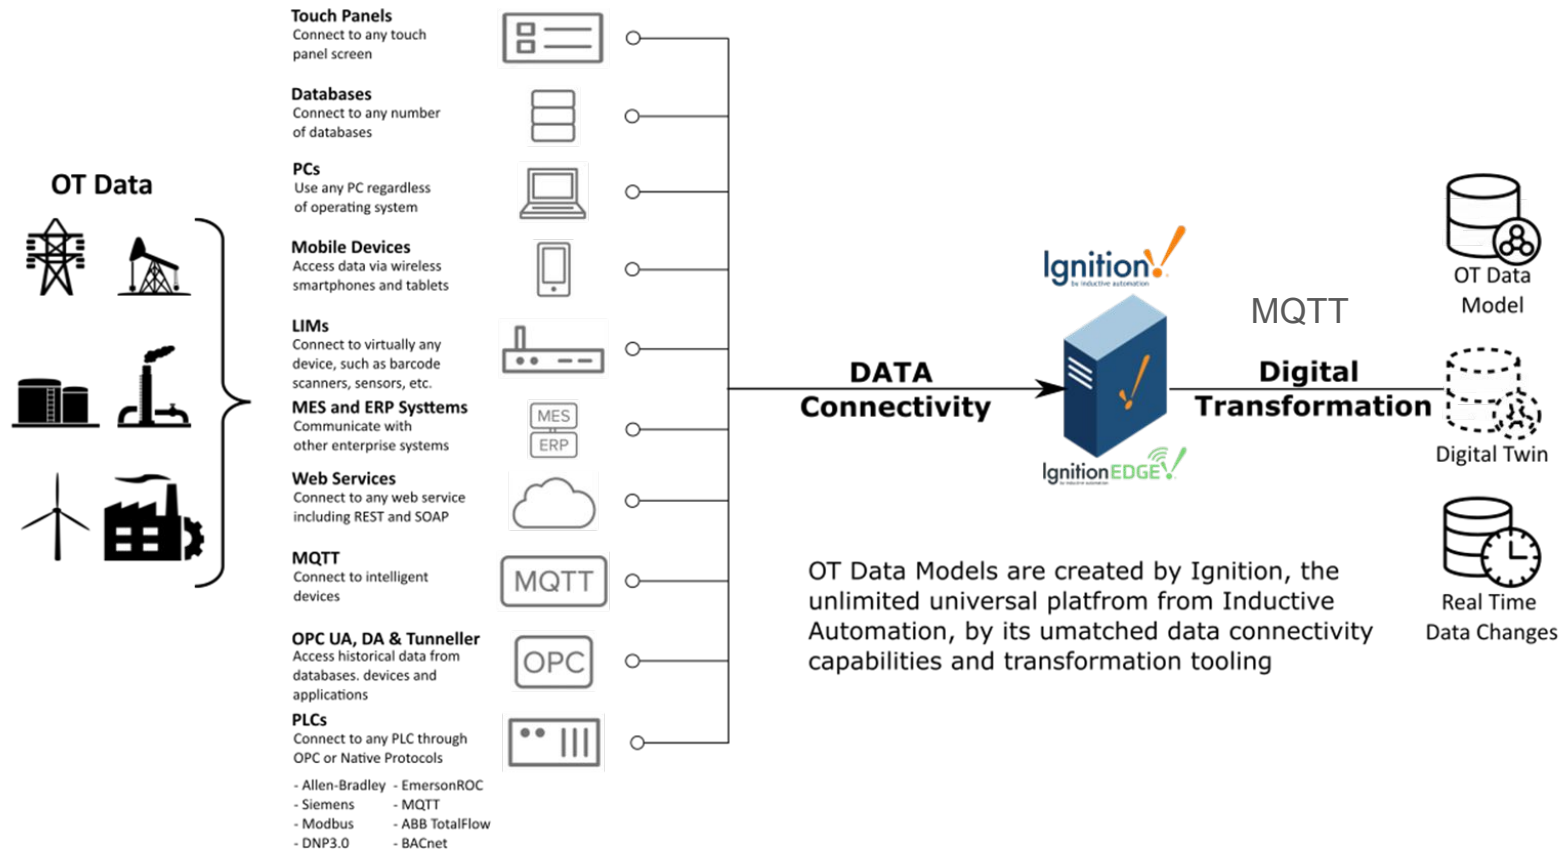 OT Data
Touch Panels
Connect to any touch
panel screen
Databases
Connect to any number
of databases
PCs
Use any PC regardless
of operating system
Mobile Devices
Access data via wireless
smartphones and tablets
LIMs
Connect to virtually any
device, such as barcode
scanners, sensors, etc.
MES and ERP Systtems
Communicate with
other enterprise systems
MES
ERP
Web Services
Connect to any web service
including REST and SOAP
MQTT
Connect to intelligent
devices
MQTT
OPC UA, DA & Tunneller
Access historical data from
databases. devices and
applications
OPC
PLCs
Connect to any PLC through
OPC or Native Protocols
- Allen-Bradley - EmersonROC
- Siemens - MQTT
- Modbus - ABB TotalFlow
- DNP3.0 - BACnet
DATA
Connectivity
Ignition!
by inductive automation
IgnitionEDGE!
by inductive automation
MQTT
Digital
Transformation
OT Data
Model
Digital Twin
Real Time
Data Changes
OT Data Models are created by Ignition, the
unlimited universal platfrom from Inductive
Automation, by its umatched data connectivity
capabilities and transformation tooling